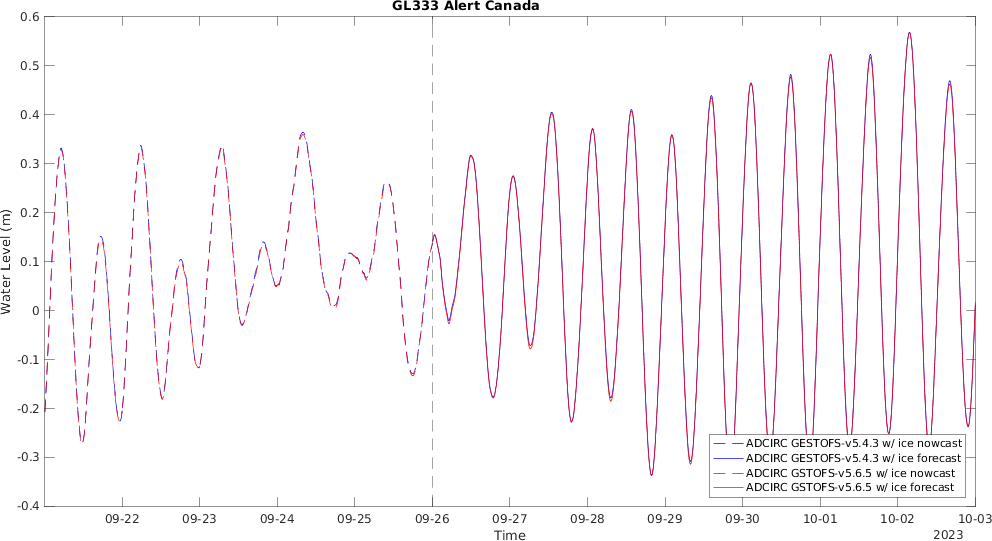 GL333 Alert Canada
0.6
0.5
0.4
0.3
0.2
0.1
0
-0.1
-0.2
-0.3
-0.4
Water Level (m)
ADCIRC GESTOFS-v5.4.3 w/ ice nowcast
ADCIRC GESTOFS-v5.4.3 w/ ice forecast
ADCIRC GSTOFS-v5.6.5 w/ ice nowcast
ADCIRC GSTOFS-v5.6.5 w/ ice forecast
09-22 09-23 09-24 09-25 09-26 09-27 09-28 09-29 09-30 10-01 10-02 10-03
Time
2023